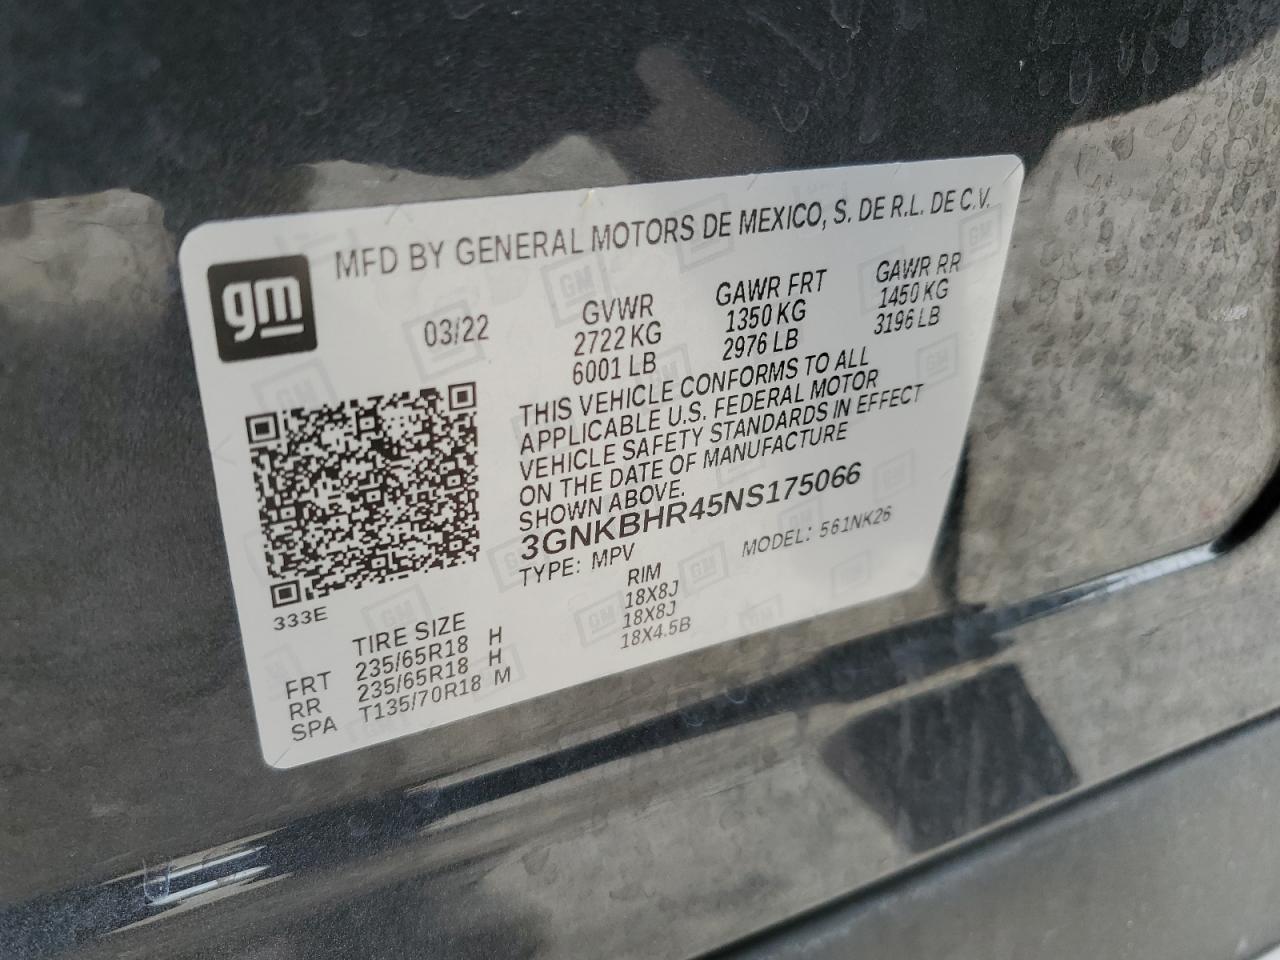 MFD BY GENERAL MOTORS DE MEXICO, S. DE R.L. DE C.V.
gm
03/22
GVWR
2722 KG
6001 LB
GAWR FRT
1350 KG
2976 LB
GAWR RR
1450 KG
3196 LB
THIS VEHICLE CONFORMS TO ALL
APPLICABLE U.S. FEDERAL MOTOR
VEHICLE SAFETY STANDARDS IN EFFECT
ON THE DATE OF MANUFACTURE
SHOWN ABOVE.
3GNKBHR45NS175066
TYPE: MPV
MODEL: 561NK26
333E
TIRE SIZE RIM
FRT 235/65R18 H 18X8J
RR 235/65R18 H 18X8J
SPA T135/70R18 M 18X4.5B